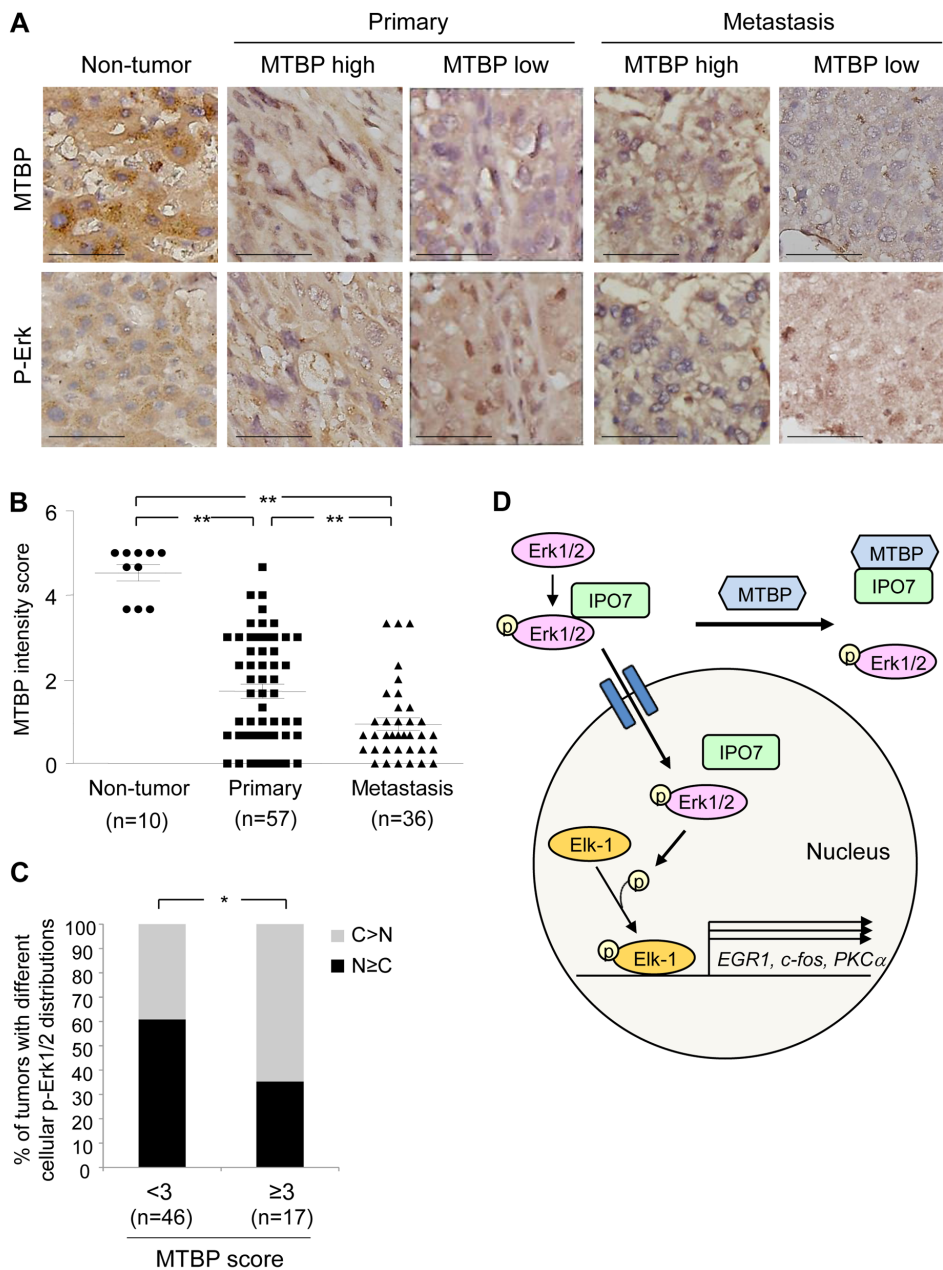 A
Primary
Metastasis
Non-tumor
MTBP high
MTBP low
MTBP high
MTBP low
MTBP
P-Erk
B
MTBP intensity score
6
4
2
0
**
**
**
Non-tumor
(n=10)
Primary
(n=57)
Metastasis
(n=36)
C
% of tumors with different
cellular p-Erk1/2 distributions
100
90
80
70
60
50
40
30
20
10
0
*
C>N
N≥C
<3
(n=46)
≥3
(n=17)
MTBP score
D
Erk1/2
IPO7
p
Erk1/2
MTBP
MTBP
IPO7
p
Erk1/2
IPO7
p
Erk1/2
Elk-1
p
Nucleus
p
Elk-1
EGR1, c-fos, PKCα